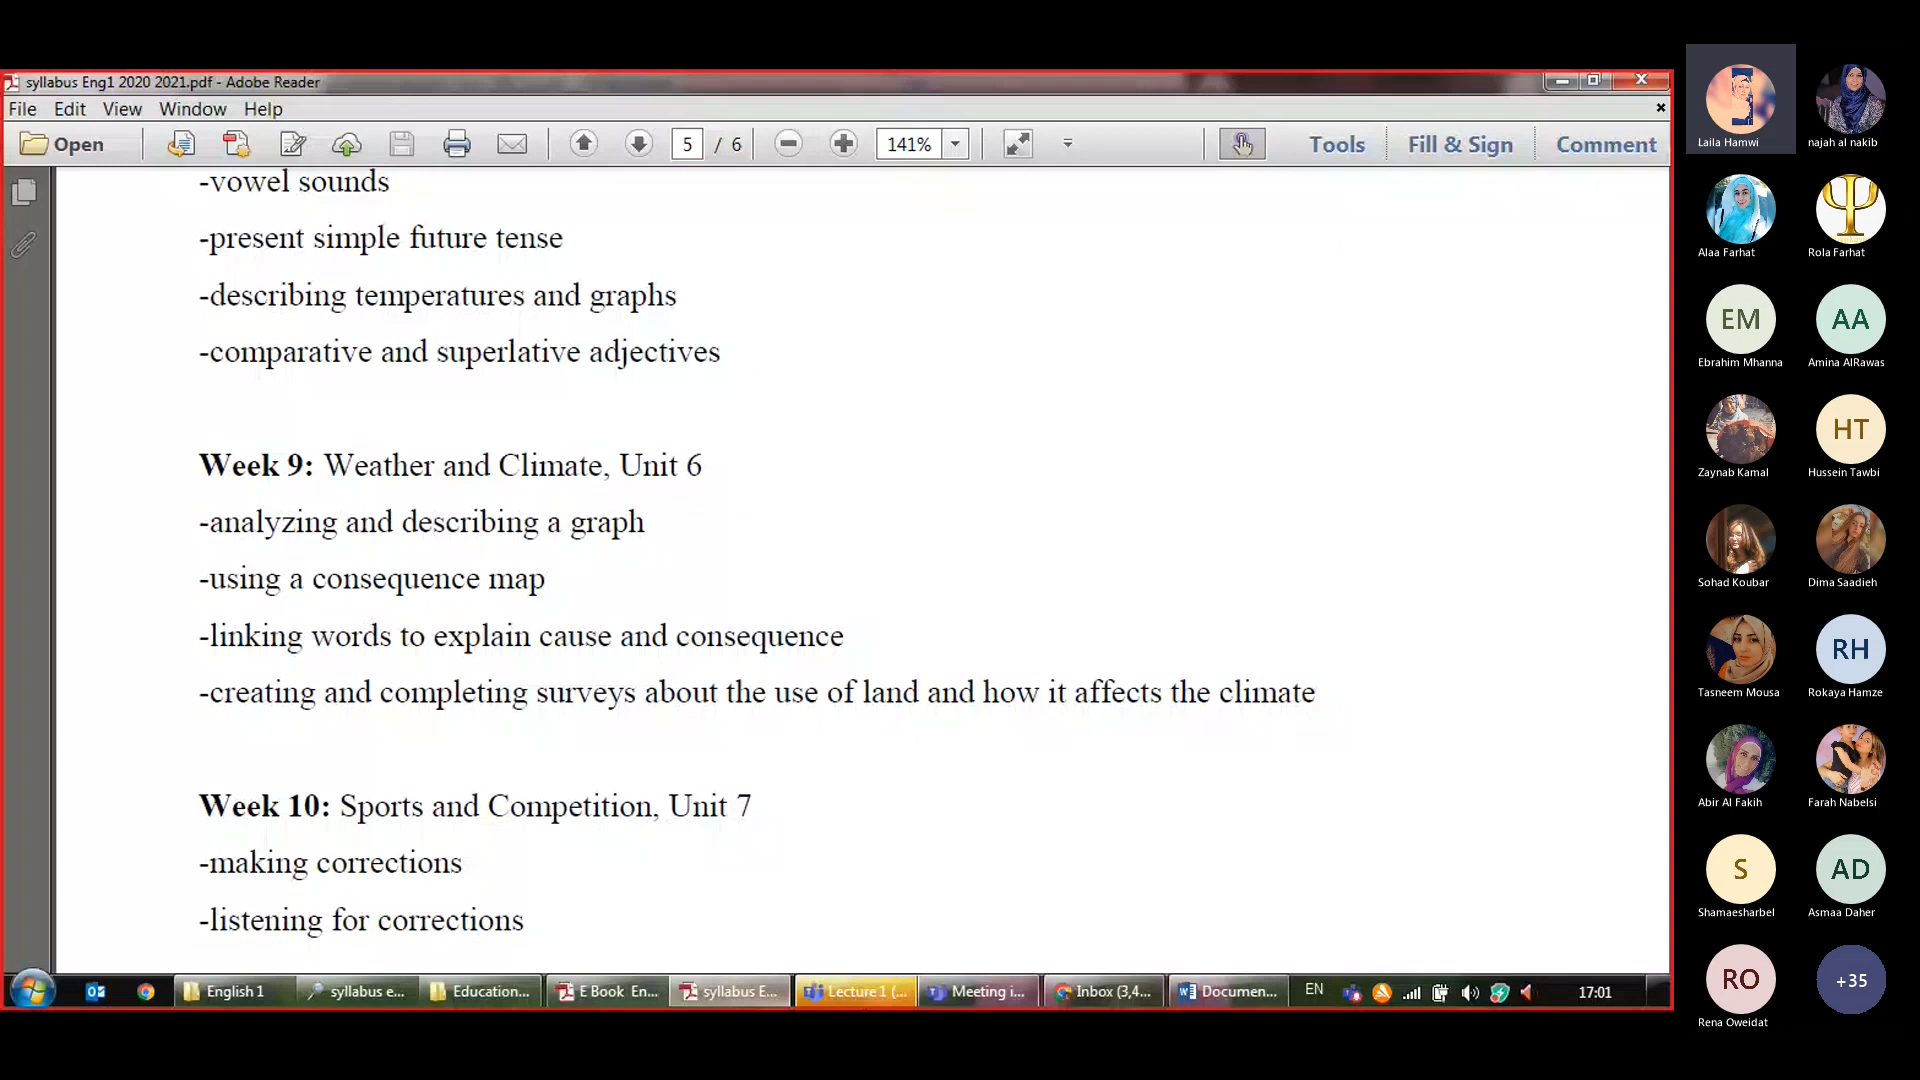 syllabus Eng1 2020 2021.pdf - Adobe Reader
File Edit View Window Help
Open 5 / 6 141% Tools Fill & Sign Comment
-vowel sounds
-present simple future tense
-describing temperatures and graphs
-comparative and superlative adjectives
Week 9: Weather and Climate, Unit 6
-analyzing and describing a graph
-using a consequence map
-linking words to explain cause and consequence
-creating and completing surveys about the use of land and how it affects the climate
Week 10: Sports and Competition, Unit 7
-making corrections
-listening for corrections
English 1 syllabus e... Education... E Book En... syllabus E... Lecture 1 (... Meeting i... Inbox (3,4... Documen... EN 17:01
Laila Hamwi najah al nakib
Ψ
Alaa Farhat Rola Farhat
EM AA
Ebrahim Mhanna Amina AlRawas
HT
Zaynab Kamal Hussein Tawbi
Sohad Koubar Dima Saadieh
RH
Tasneem Mousa Rokaya Hamze
Abir Al Fakih Farah Nabelsi
S AD
Shamaesharbel Asmaa Daher
RO +35
Rena Oweidat